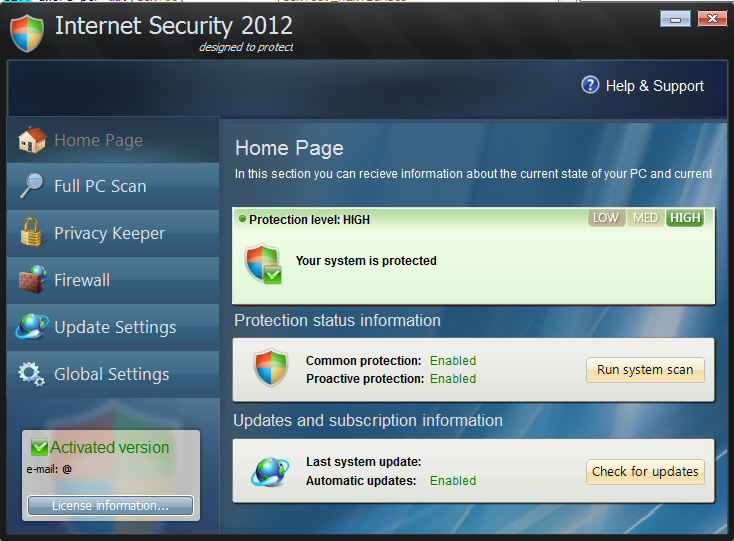 Internet Security 2012
designed to protect
Help & Support
Home Page
Full PC Scan
Privacy Keeper
Firewall
Update Settings
Global Settings
Activated version
e-mail: @
License information...
Home Page
In this section you can recieve information about the current state of your PC and current
Protection level: HIGH
LOW MED HIGH
Your system is protected
Protection status information
Common protection: Enabled
Proactive protection: Enabled
Run system scan
Updates and subscription information
Last system update:
Automatic updates: Enabled
Check for updates